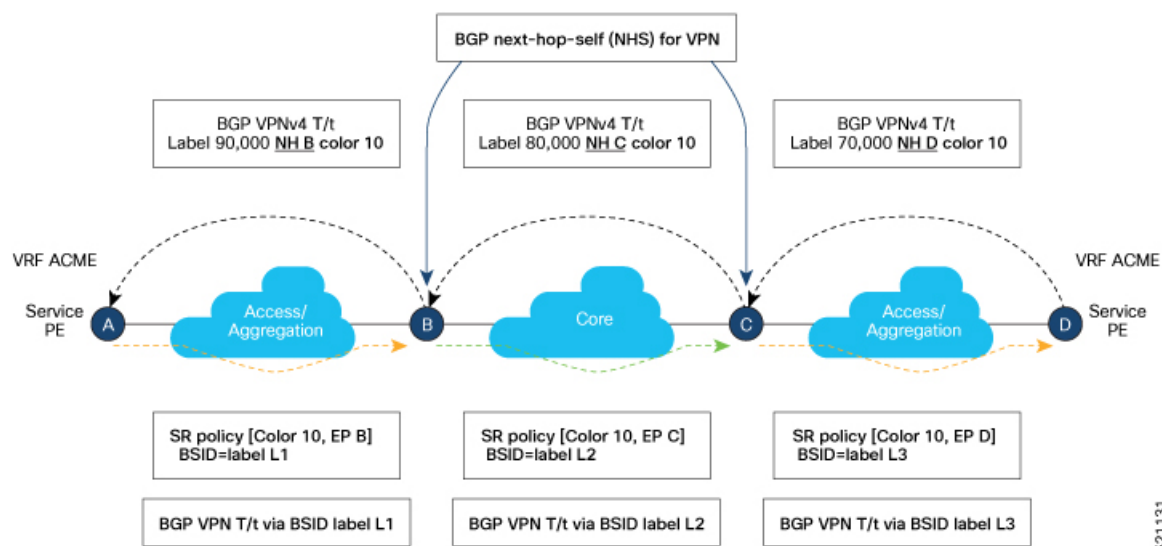 BGP next-hop-self (NHS) for VPN
BGP VPNv4 T/t
Label 90,000 NH B color 10
BGP VPNv4 T/t
Label 80,000 NH C color 10
BGP VPNv4 T/t
Label 70,000 NH D color 10
VRF ACME
VRF ACME
Service
PE
A
Access/
Aggregation
B
Core
C
Access/
Aggregation
D
Service
PE
SR policy [Color 10, EP B]
BSID=label L1
SR policy [Color 10, EP C]
BSID=label L2
SR policy [Color 10, EP D]
BSID=label L3
BGP VPN T/t via BSID label L1
BGP VPN T/t via BSID label L2
BGP VPN T/t via BSID label L3